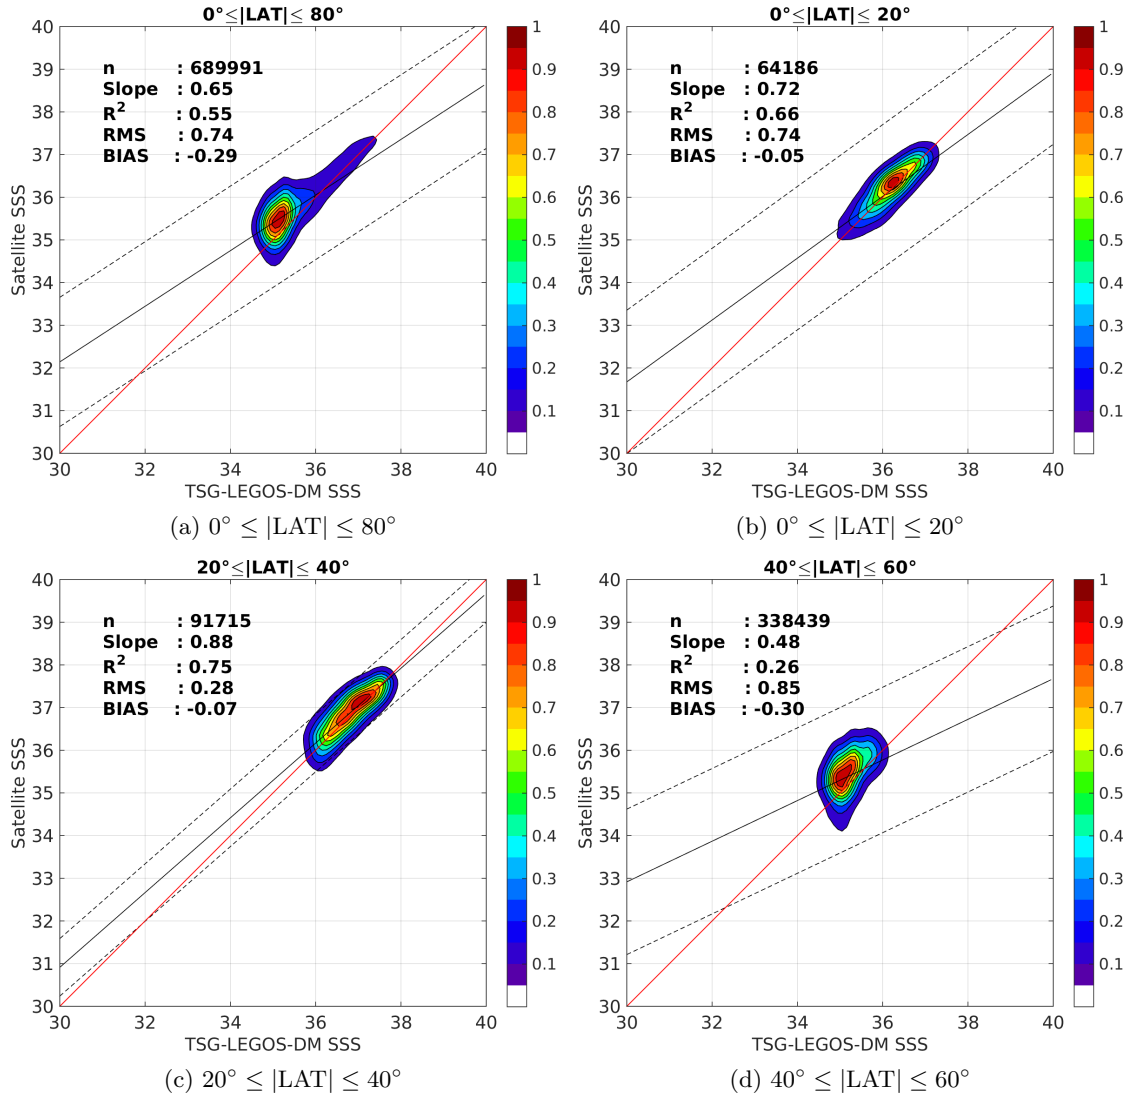 0°≤|LAT|≤ 80°
n : 689991
Slope : 0.65
R² : 0.55
RMS : 0.74
BIAS : -0.29
Satellite SSS
40
39
38
37
36
35
34
33
32
31
30
30 32 34 36 38 40
TSG-LEGOS-DM SSS
1
0.9
0.8
0.7
0.6
0.5
0.4
0.3
0.2
0.1
(a) 0° ≤ |LAT| ≤ 80°
0°≤|LAT|≤ 20°
n : 64186
Slope : 0.72
R² : 0.66
RMS : 0.74
BIAS : -0.05
Satellite SSS
40
39
38
37
36
35
34
33
32
31
30
30 32 34 36 38 40
TSG-LEGOS-DM SSS
1
0.9
0.8
0.7
0.6
0.5
0.4
0.3
0.2
0.1
(b) 0° ≤ |LAT| ≤ 20°
20°≤|LAT|≤ 40°
n : 91715
Slope : 0.88
R² : 0.75
RMS : 0.28
BIAS : -0.07
Satellite SSS
40
39
38
37
36
35
34
33
32
31
30
30 32 34 36 38 40
TSG-LEGOS-DM SSS
1
0.9
0.8
0.7
0.6
0.5
0.4
0.3
0.2
0.1
(c) 20° ≤ |LAT| ≤ 40°
40°≤|LAT|≤ 60°
n : 338439
Slope : 0.48
R² : 0.26
RMS : 0.85
BIAS : -0.30
Satellite SSS
40
39
38
37
36
35
34
33
32
31
30
30 32 34 36 38 40
TSG-LEGOS-DM SSS
1
0.9
0.8
0.7
0.6
0.5
0.4
0.3
0.2
0.1
(d) 40° ≤ |LAT| ≤ 60°